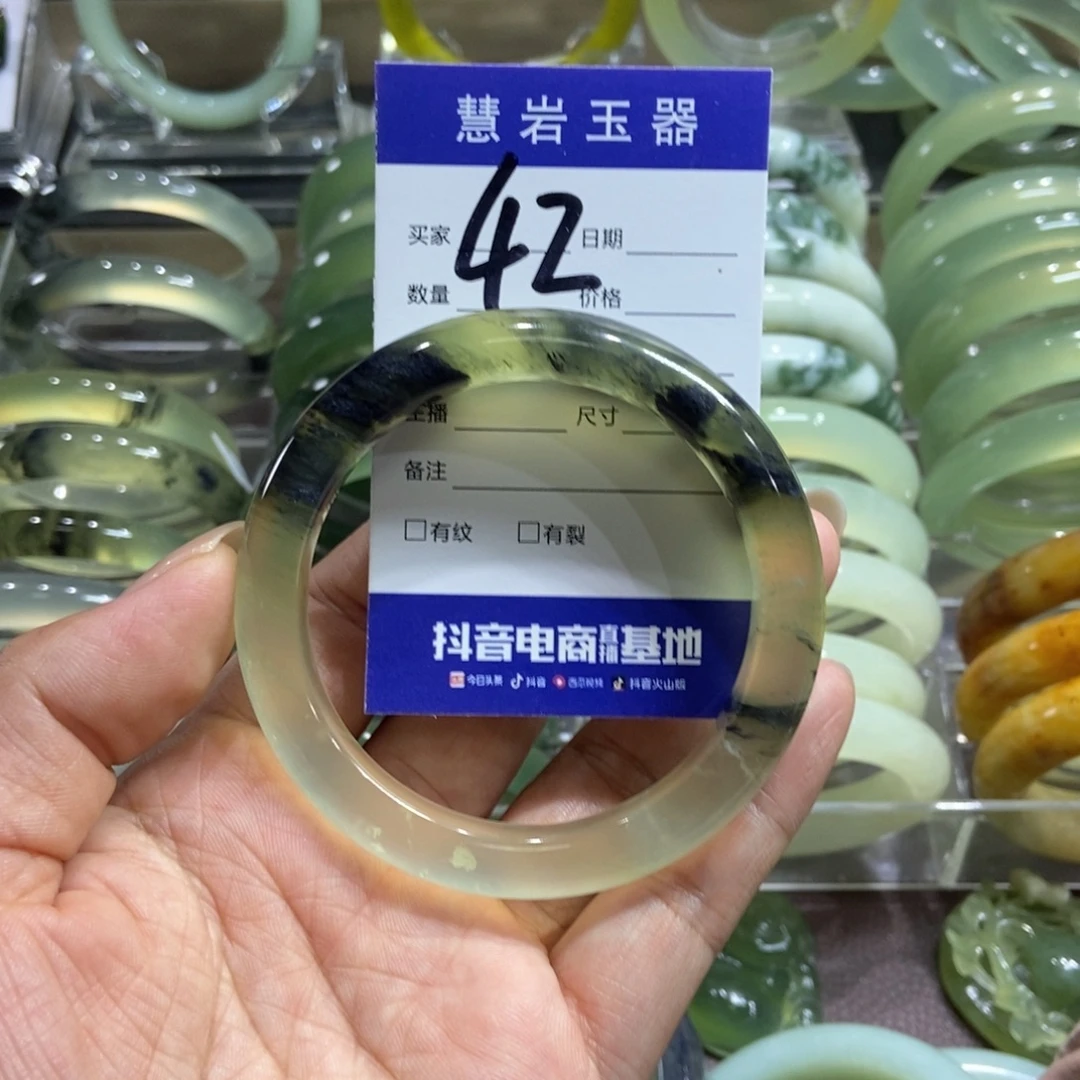 慧岩玉器
42
买家 日期
数量 价格
主播 尺寸
备注
□有纹 □有裂
抖音电商直播基地
今日头条 抖音 西瓜视频 抖音火山版